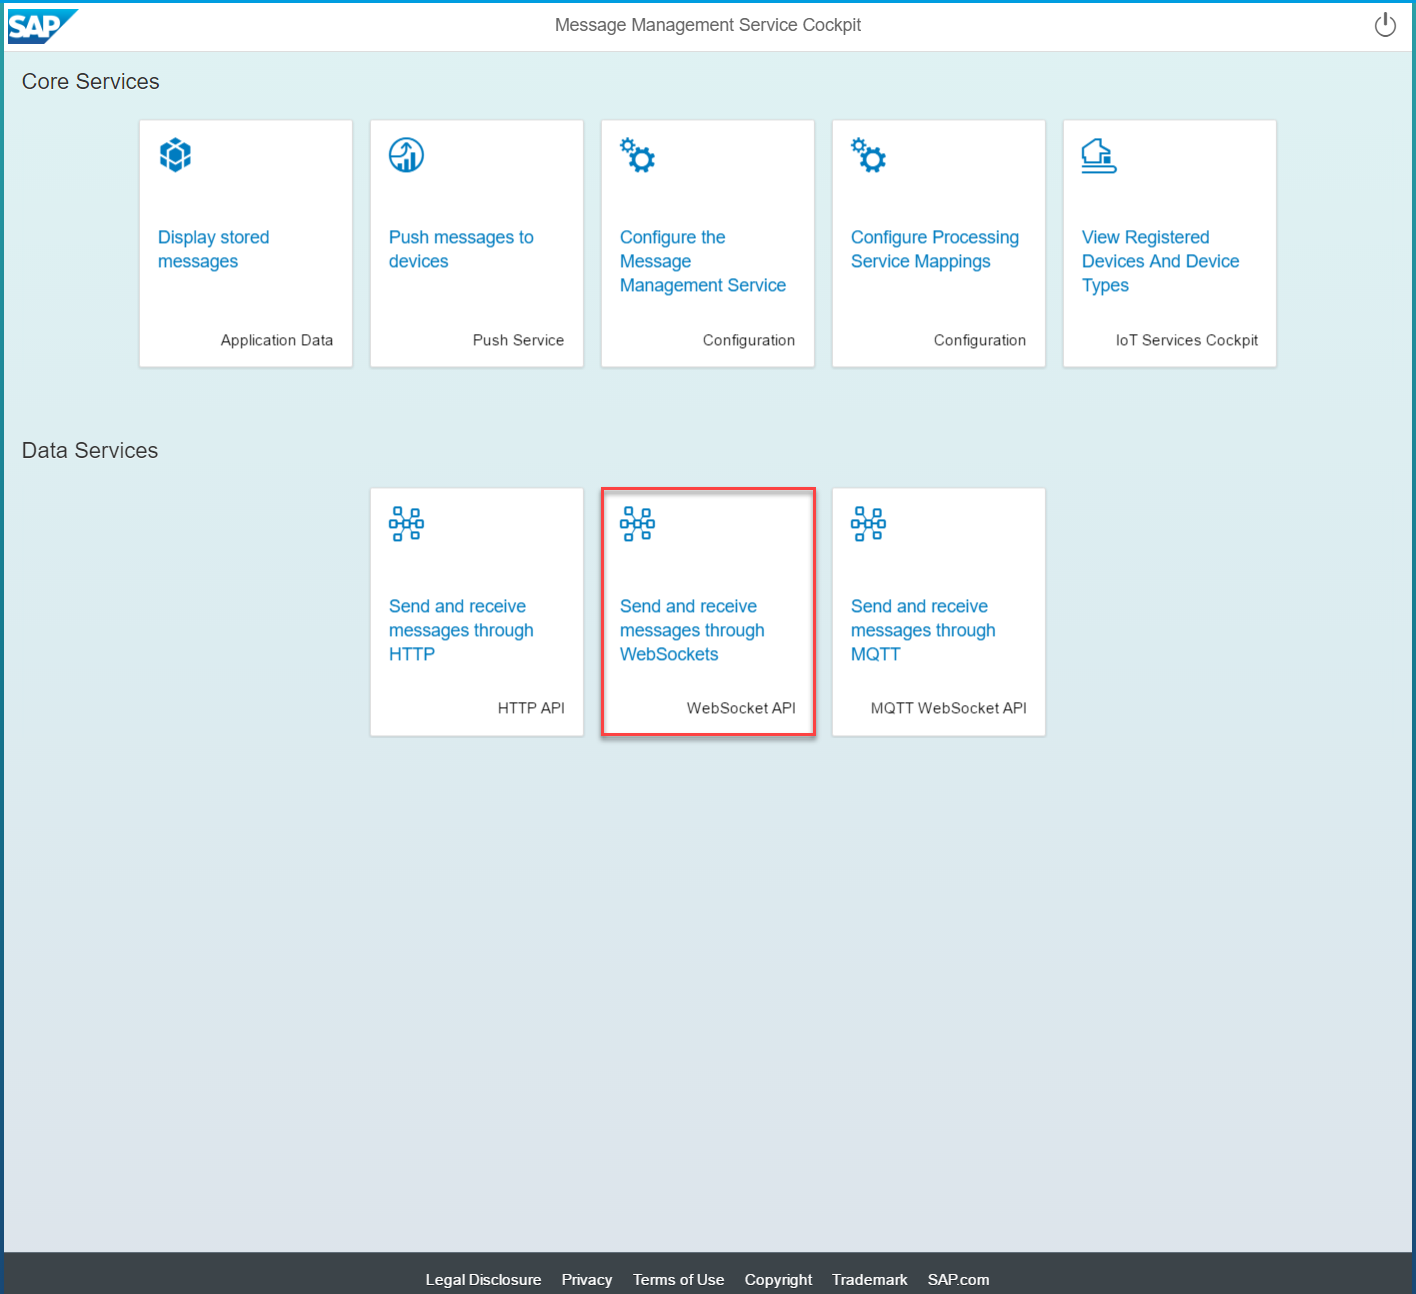 SAP
Message Management Service Cockpit
Core Services
Display stored
messages
Application Data
Push messages to
devices
Push Service
Configure the
Message
Management Service
Configuration
Configure Processing
Service Mappings
Configuration
View Registered
Devices And Device
Types
IoT Services Cockpit
Data Services
Send and receive
messages through
HTTP
HTTP API
Send and receive
messages through
WebSockets
WebSocket API
Send and receive
messages through
MQTT
MQTT WebSocket API
Legal Disclosure Privacy Terms of Use Copyright Trademark SAP.com